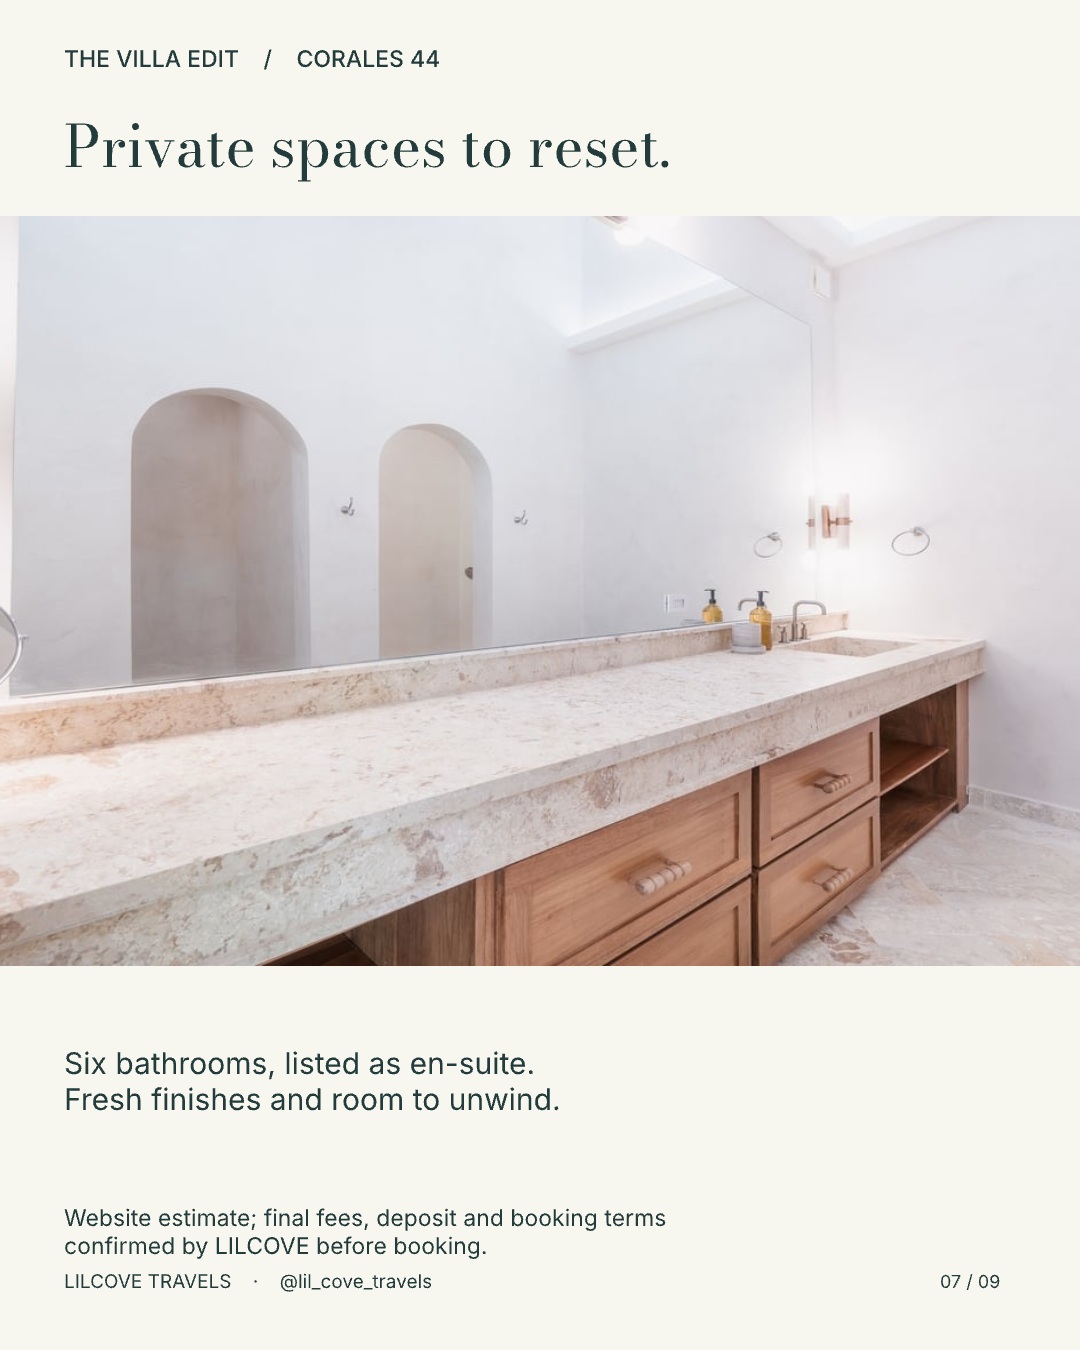 THE VILLA EDIT / CORALES 44
Private spaces to reset.
Six bathrooms, listed as en-suite.
Fresh finishes and room to unwind.
Website estimate; final fees, deposit and booking terms
confirmed by LILCOVE before booking.
LILCOVE TRAVELS · @lil_cove_travels
07 / 09